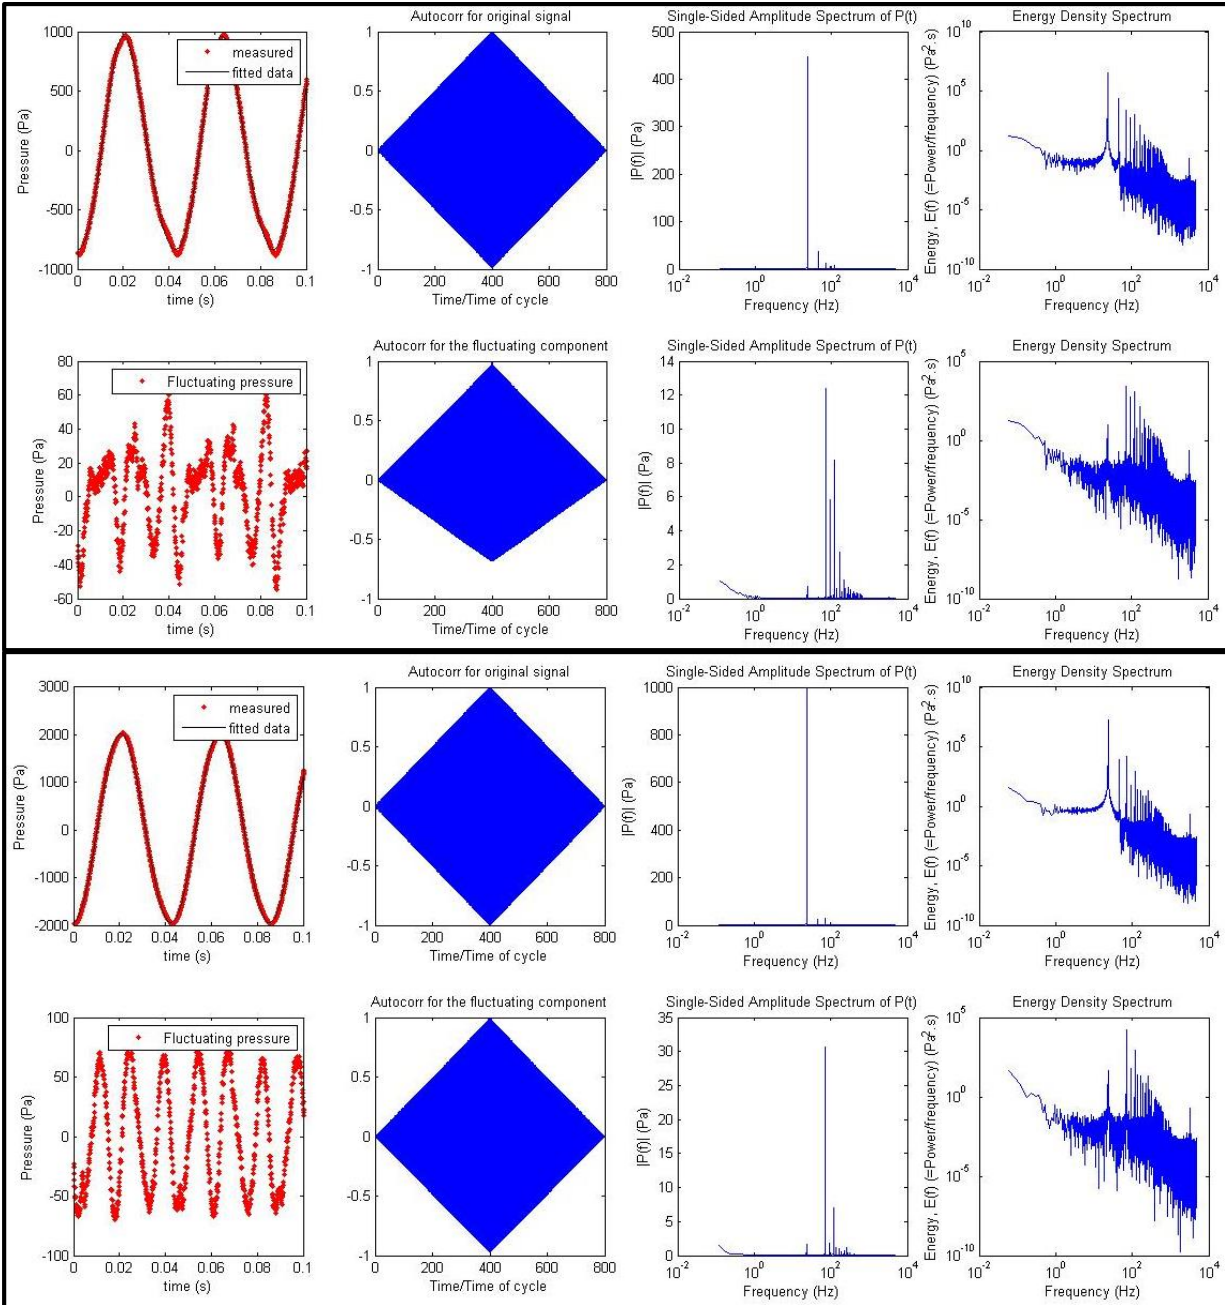 Autocorr for original signal
Single-Sided Amplitude Spectrum of P(t)
Energy Density Spectrum
measured
fitted data
1000
500
0
-500
-1000
Pressure (Pa)
0 0.02 0.04 0.06 0.08 0.1
time (s)
1
0.5
0
-0.5
-1
0 200 400 600 800
Time/Time of cycle
500
400
300
200
100
0
|P(f)| (Pa)
10^-2 10^0 10^2 10^4
Frequency (Hz)
10^10
10^5
10^0
10^-5
10^-10
Energy, E(f) (=Power/frequency) (Pa^2.s)
10^-2 10^0 10^2 10^4
Frequency (Hz)
Autocorr for the fluctuating component
Single-Sided Amplitude Spectrum of P(t)
Energy Density Spectrum
Fluctuating pressure
80
60
40
20
0
-20
-40
60
Pressure (Pa)
0 0.02 0.04 0.06 0.08 0.1
time (s)
1
0.5
0
-0.5
-1
0 200 400 600 800
Time/Time of cycle
14
12
10
8
6
4
2
0
|P(f)| (Pa)
10^-2 10^0 10^2 10^4
Frequency (Hz)
10^5
10^0
10^-5
10^-10
Energy, E(f) (=Power/frequency) (Pa^2.s)
10^-2 10^0 10^2 10^4
Frequency (Hz)
Autocorr for original signal
Single-Sided Amplitude Spectrum of P(t)
Energy Density Spectrum
measured
fitted data
3000
2000
1000
0
-1000
-2000
Pressure (Pa)
0 0.02 0.04 0.06 0.08 0.1
time (s)
1
0.5
0
-0.5
-1
0 200 400 600 800
Time/Time of cycle
1000
800
600
400
200
0
|P(f)| (Pa)
10^-2 10^0 10^2 10^4
Frequency (Hz)
10^10
10^5
10^0
10^-5
10^-10
Energy, E(f) (=Power/frequency) (Pa^2.s)
10^-2 10^0 10^2 10^4
Frequency (Hz)
Autocorr for the fluctuating component
Single-Sided Amplitude Spectrum of P(t)
Energy Density Spectrum
Fluctuating pressure
100
50
0
-50
-100
Pressure (Pa)
0 0.02 0.04 0.06 0.08 0.1
time (s)
1
0.5
0
-0.5
-1
0 200 400 600 800
Time/Time of cycle
35
30
25
20
15
10
5
0
|P(f)| (Pa)
10^-2 10^0 10^2 10^4
Frequency (Hz)
10^5
10^0
10^-5
10^-10
Energy, E(f) (=Power/frequency) (Pa^2.s)
10^-2 10^0 10^2 10^4
Frequency (Hz)